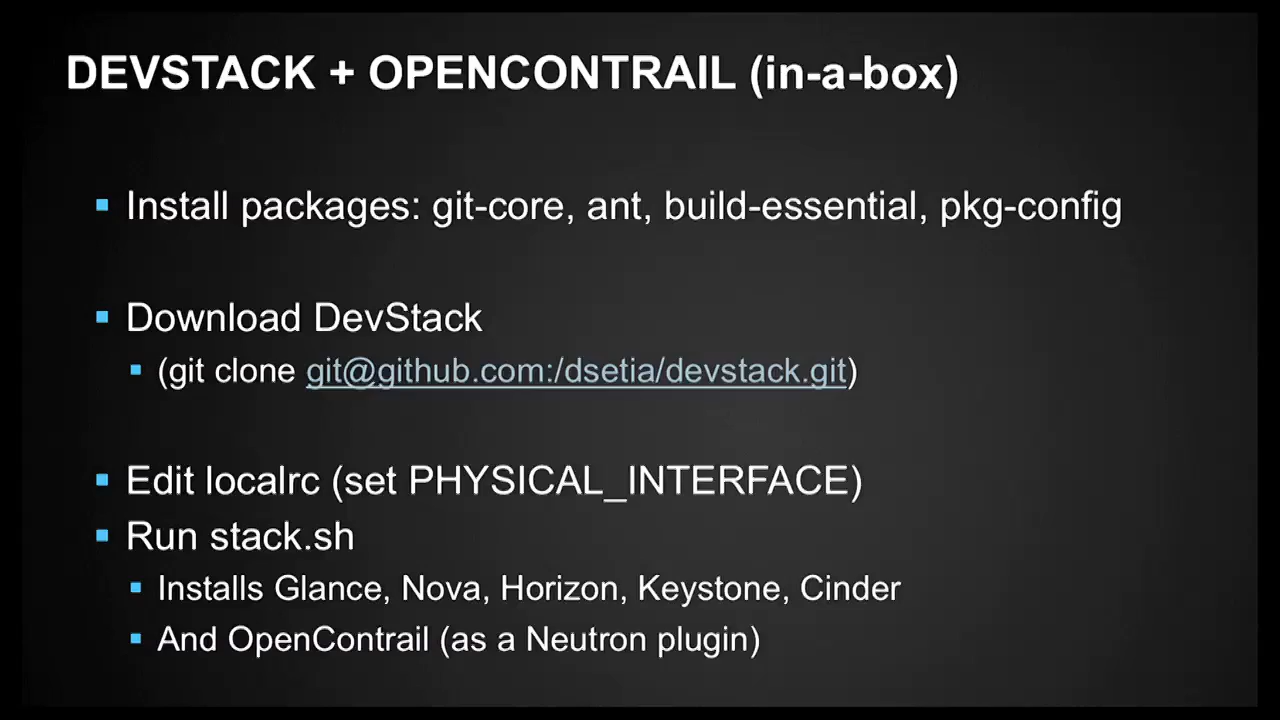 DEVSTACK + OPENCONTRAIL (in-a-box)
Install packages: git-core, ant, build-essential, pkg-config
Download DevStack
(git clone git@github.com:/dsetia/devstack.git)
Edit localrc (set PHYSICAL_INTERFACE)
Run stack.sh
Installs Glance, Nova, Horizon, Keystone, Cinder
And OpenContrail (as a Neutron plugin)